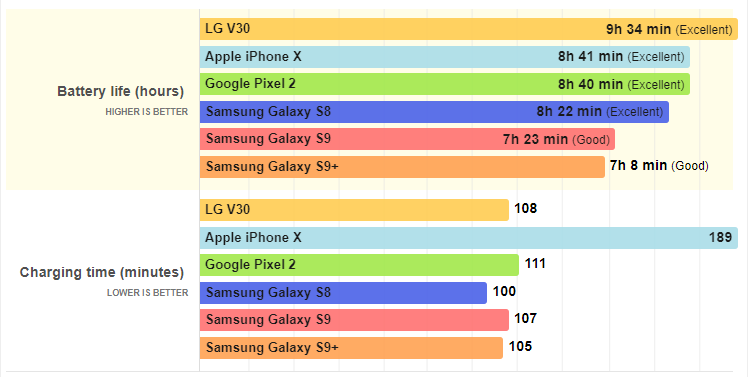 LG V30 9h 34 min (Excellent)
Apple iPhone X 8h 41 min (Excellent)
Google Pixel 2 8h 40 min (Excellent)
Battery life (hours)
HIGHER IS BETTER
Samsung Galaxy S8 8h 22 min (Excellent)
Samsung Galaxy S9 7h 23 min (Good)
Samsung Galaxy S9+ 7h 8 min (Good)
LG V30 108
Apple iPhone X 189
Google Pixel 2 111
Charging time (minutes)
LOWER IS BETTER
Samsung Galaxy S8 100
Samsung Galaxy S9 107
Samsung Galaxy S9+ 105